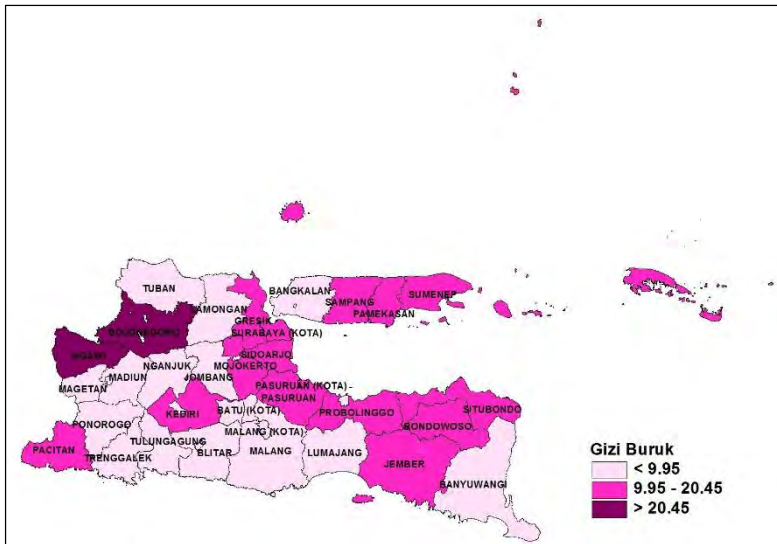 TUBAN
LAMONGAN
BANGKALAN
SAMPANG
SUMENEP
PAMEKASAN
GRESIK
SURABAYA (KOTA)
BOJONEGORO
NGAWI
SIDOARJO
NGANJUK
MOJOKERTO
JOMBANG
MADIUN
MAGETAN
PASURUAN (KOTA) -
PASURUAN
PROBOLINGGO
SITUBONDO
BONDOWOSO
KEDIRI
BATU (KOTA)
PONOROGO
MALANG (KOTA)
TULUNGAGUNG
PACITAN
TRENGGALEK
BLITAR
MALANG
LUMAJANG
JEMBER
BANYUWANGI
Gizi Buruk
< 9.95
9.95 - 20.45
> 20.45